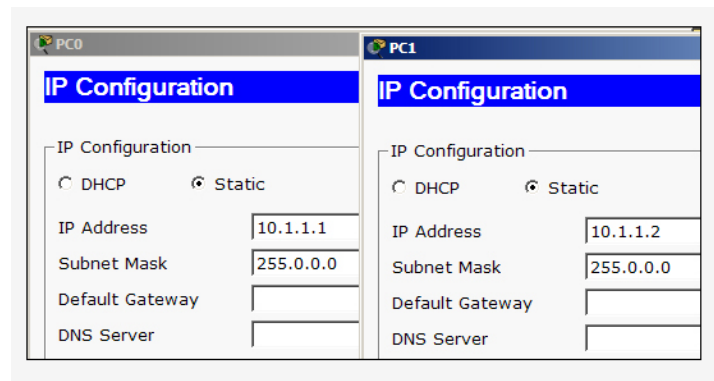 PC0
IP Configuration
IP Configuration
DHCP
Static
IP Address
10.1.1.1
Subnet Mask
255.0.0.0
Default Gateway
DNS Server
PC1
IP Configuration
IP Configuration
DHCP
Static
IP Address
10.1.1.2
Subnet Mask
255.0.0.0
Default Gateway
DNS Server